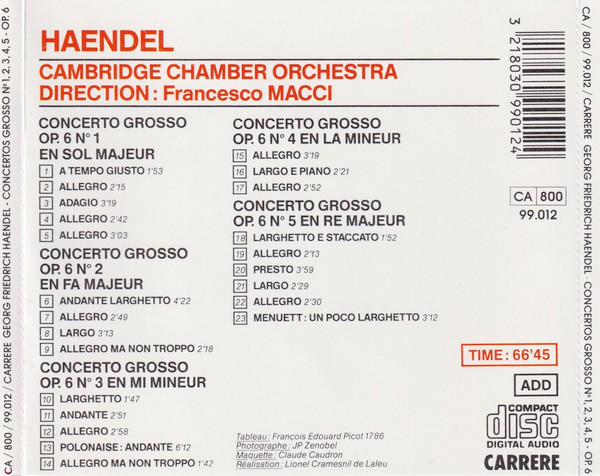 HAENDEL
CAMBRIDGE CHAMBER ORCHESTRA
DIRECTION : Francesco MACCI
CONCERTO GROSSO
OP. 6 N° 1
EN SOL MAJEUR
1 A TEMPO GIUSTO 1'53
2 ALLEGRO 2'15
3 ADAGIO 3'19
4 ALLEGRO 2'42
5 ALLEGRO 3'03
CONCERTO GROSSO
OP. 6 N° 2
EN FA MAJEUR
6 ANDANTE LARGHETTO 4'22
7 ALLEGRO 2'49
8 LARGO 3'13
9 ALLEGRO MA NON TROPPO 2'18
CONCERTO GROSSO
OP. 6 N° 3 EN MI MINEUR
10 LARGHETTO 1'47
11 ANDANTE 2'51
12 ALLEGRO 2'58
13 POLONAISE : ANDANTE 6'12
14 ALLEGRO MA NON TROPPO 1'42
CONCERTO GROSSO
OP. 6 N° 4 EN LA MINEUR
15 ALLEGRO 3'19
16 LARGO E PIANO 2'21
17 ALLEGRO 2'52
CONCERTO GROSSO
OP. 6 N° 5 EN RE MAJEUR
18 LARGHETTO E STACCATO 1'52
19 ALLEGRO 2'13
20 PRESTO 3'59
21 LARGO 2'29
22 ALLEGRO 2'30
23 MENUETT : UN POCO LARGHETTO 3'12
Tableau : François Edouard Picot 1786
Photographe : JP Zenobel
Maquette : Claude Caudron
Réalisation : Lionel Cramesnil de Laleu
3 218030 990124
CA 800
99.012
TIME : 66'45
ADD
COMPACT
disc
DIGITAL AUDIO
CARRERE
CA / 800 / 99.012 / CARRERE GEORG FRIEDRICH HAENDEL - CONCERTOS GROSSO N° 1, 2, 3, 4, 5 - OP. 6
CA / 800 / 99.012 / CARRERE GEORG FRIEDRICH HAENDEL - CONCERTOS GROSSO N° 1, 2, 3, 4, 5 - OP. 6